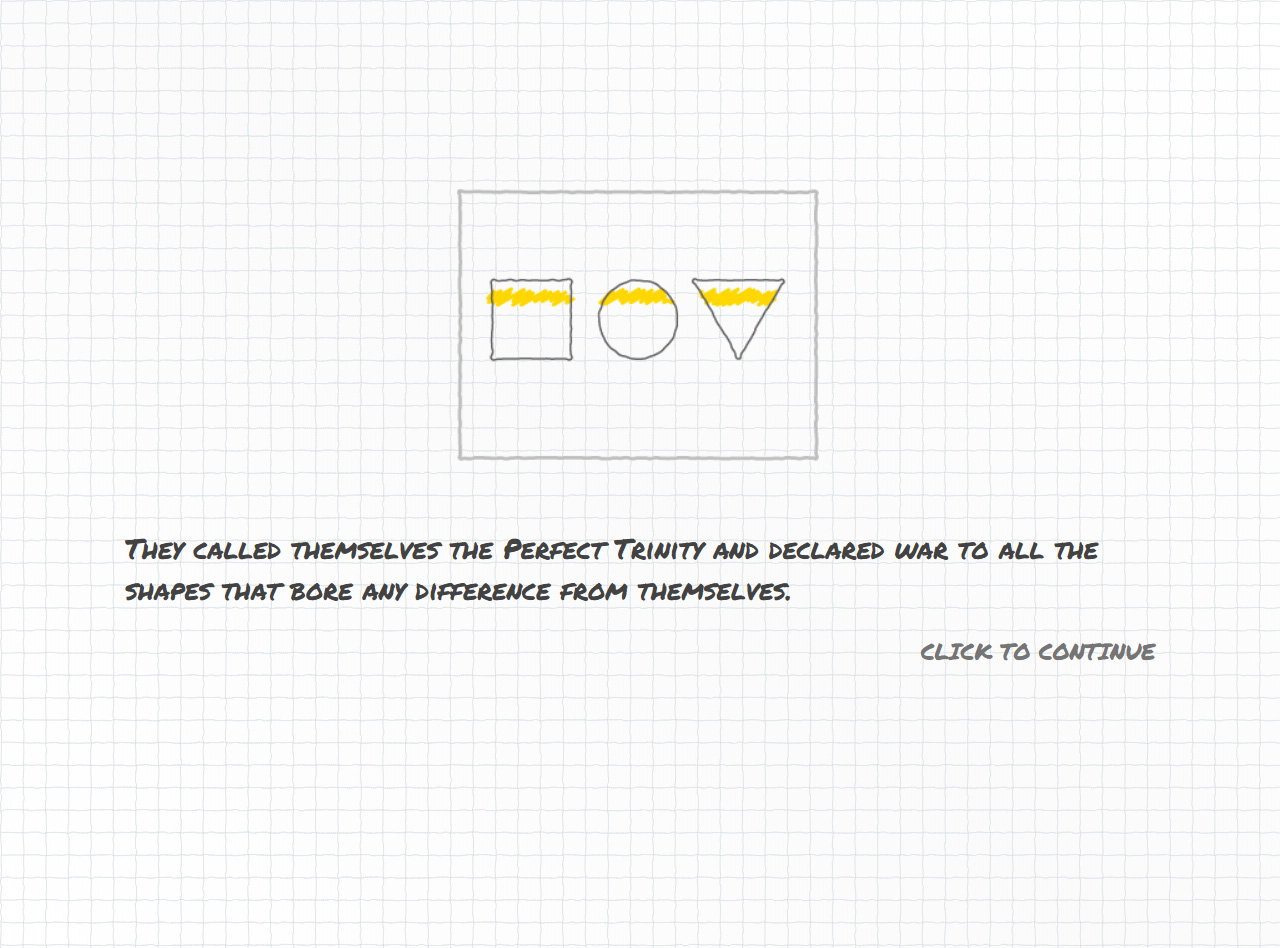 They called themselves the Perfect Trinity and declared war to all the
shapes that bore any difference from themselves.
click to continue